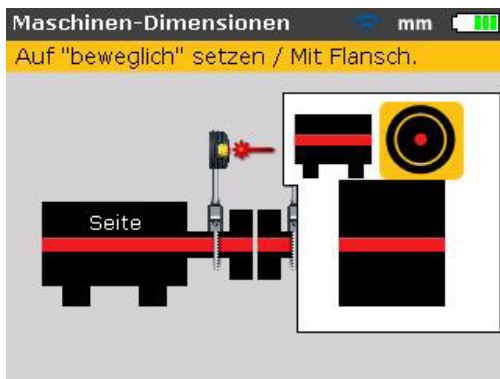 Maschinen-Dimensionen mm
Auf "beweglich" setzen / Mit Flansch.
Seite